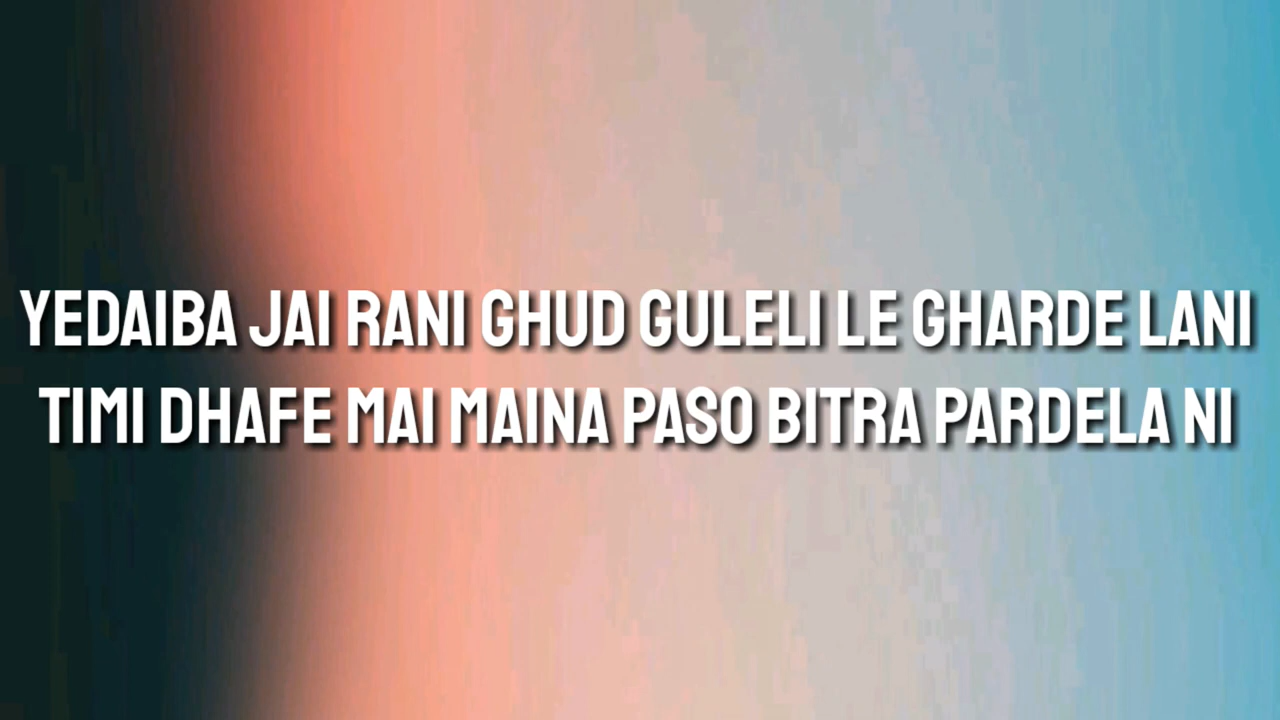 YEDAIBA JAI RANI GHUD GULELI LE GHARDE LANI
TIMI DHAFE MAI MAINA PASO BITRA PARDELA NI